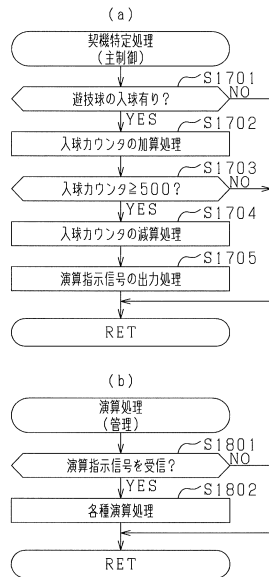 (a)
契機特定処理
(主制御)
S1701
遊技球の入球有り?
NO
YES
S1702
入球カウンタの加算処理
S1703
入球カウンタ≧500?
NO
YES
S1704
入球カウンタの減算処理
S1705
演算指示信号の出力処理
RET
(b)
演算処理
(管理)
S1801
演算指示信号を受信?
NO
YES
S1802
各種演算処理
RET